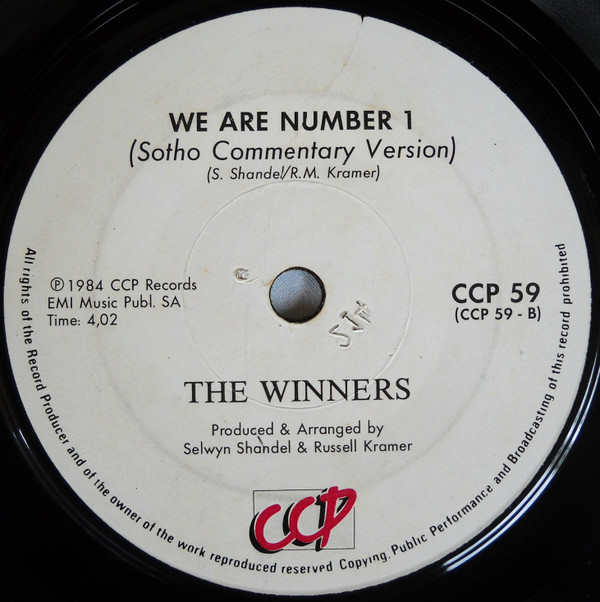 WE ARE NUMBER 1
(Sotho Commentary Version)
(S. Shandel/R.M. Kramer)
℗ 1984 CCP Records
EMI Music Publ. SA
Time: 4,02
CCP 59
(CCP 59 - B)
THE WINNERS
Produced & Arranged by
Selwyn Shandel & Russell Kramer
CCP
All rights of the Record Producer and of the owner of the work reproduced reserved Copying, Public Performance and Broadcasting of this record prohibited